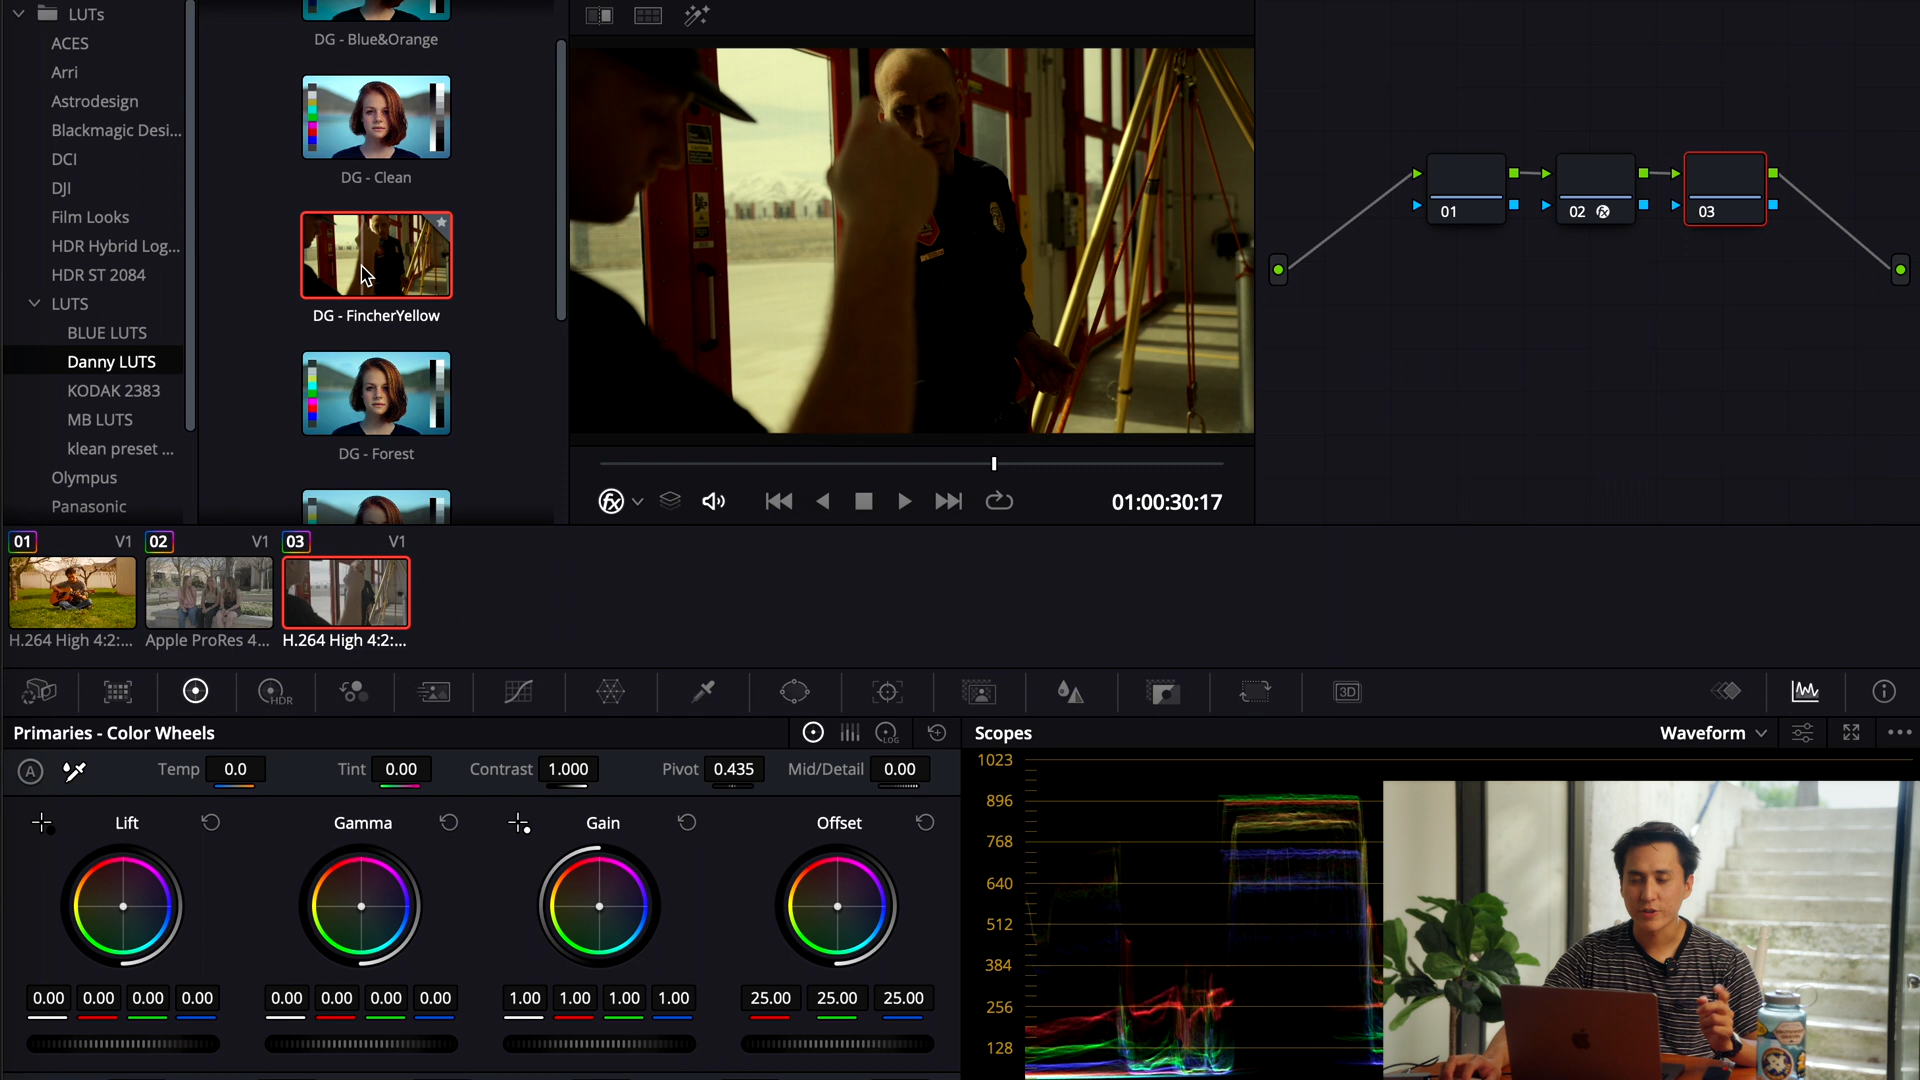 LUTs
ACES
Arri
Astrodesign
Blackmagic Desi...
DCI
DJI
Film Looks
HDR Hybrid Log...
HDR ST 2084
LUTS
BLUE LUTS
Danny LUTS
KODAK 2383
MB LUTS
klean preset ...
Olympus
Panasonic
DG - Blue&Orange
DG - Clean
DG - FincherYellow
DG - Forest
01:00:30:17
01
02
03
01 V1
02 V1
03 V1
H.264 High 4:2:...
Apple ProRes 4...
H.264 High 4:2:...
HDR
3D
Primaries - Color Wheels
LOG
A
Temp 0.0
Tint 0.00
Contrast 1.000
Pivot 0.435
Mid/Detail 0.00
Lift
Gamma
Gain
Offset
0.00 0.00 0.00 0.00
0.00 0.00 0.00 0.00
1.00 1.00 1.00 1.00
25.00 25.00 25.00
Scopes
Waveform
1023
896
768
640
512
384
256
128